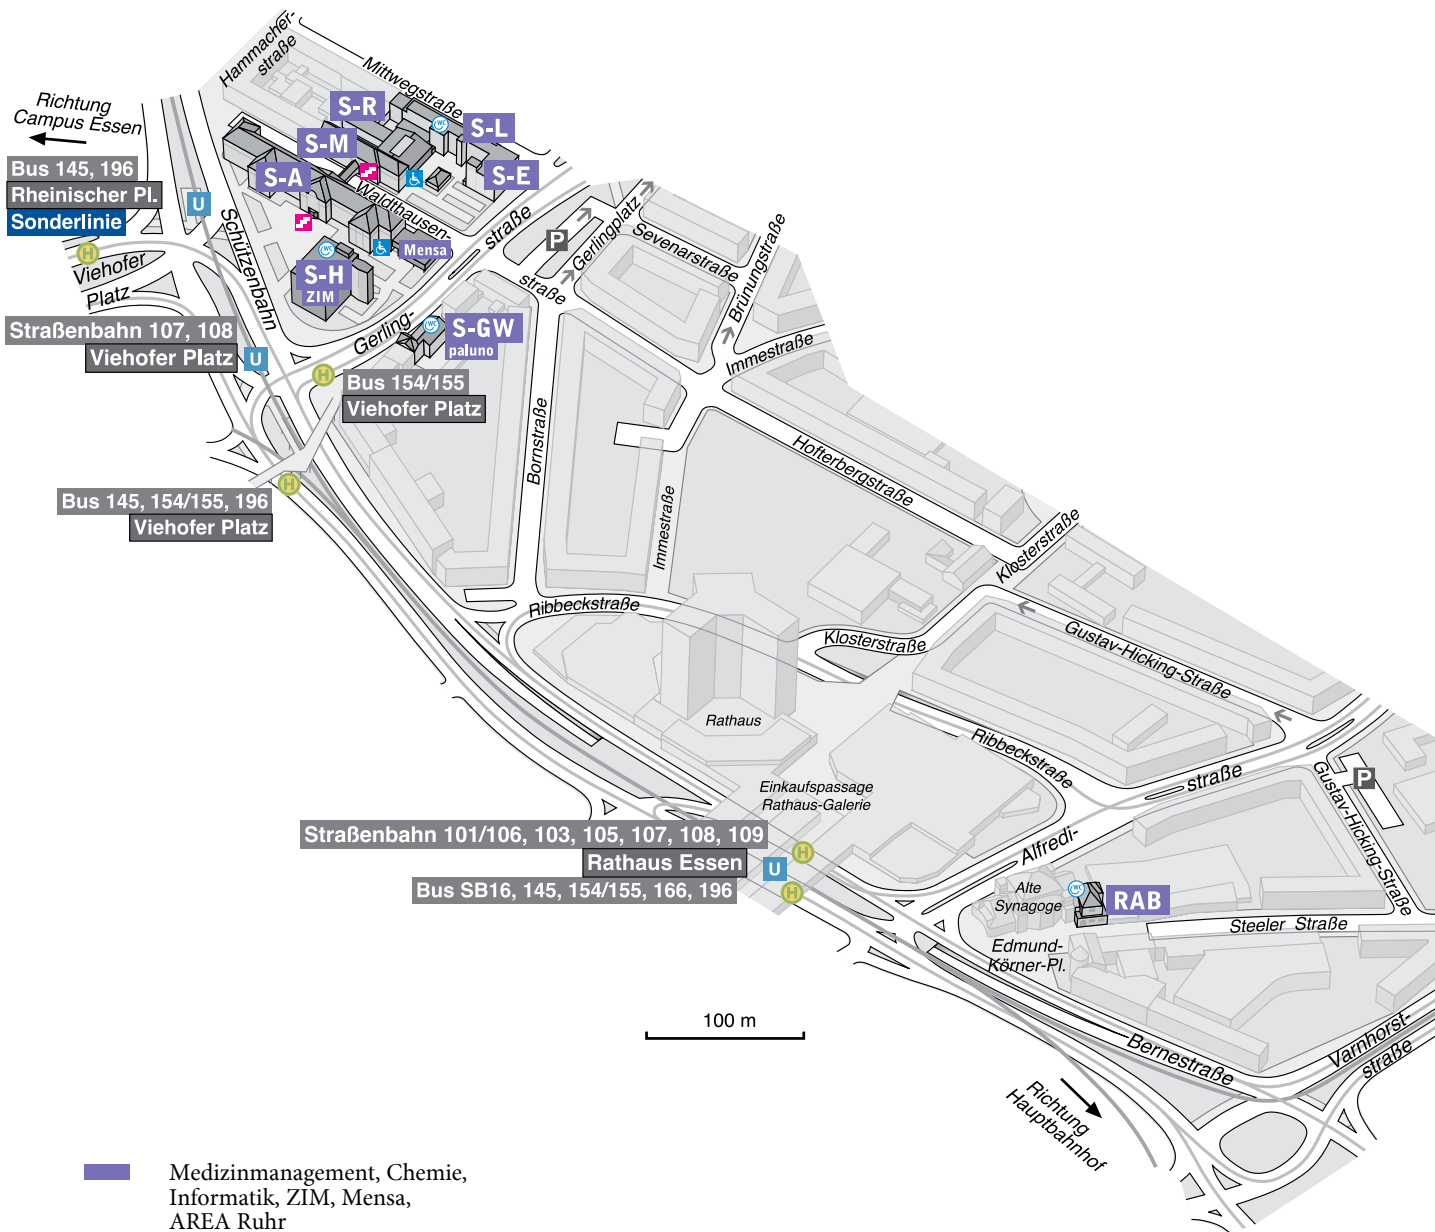 Hammacher-
straße
Mittwegstraße
Richtung
Campus Essen
S-R
WC
S-L
S-M
S-E
S-A
Waldthausen-
straße
Bus 145, 196
Rheinischer Pl.
Sonderlinie
U
H
Viehofer
Platz
Schützenbahn
WC
Mensa
S-H
ZIM
P
Gerlingplatz
Sevenarstraße
Brünungstraße
straße
Gerling-
WC
S-GW
paluno
Immestraße
Straßenbahn 107, 108
Viehofer Platz
U
H
Bus 154/155
Viehofer Platz
Bornstraße
Hofterbergstraße
Immestraße
H
Bus 145, 154/155, 196
Viehofer Platz
Klosterstraße
Ribbeckstraße
Klosterstraße
Gustav-Hicking-Straße
Rathaus
Ribbeckstraße
straße
P
Gustav-Hicking-Straße
Einkaufspassage
Rathaus-Galerie
Alfredi-
Straßenbahn 101/106, 103, 105, 107, 108, 109
Rathaus Essen
U
H
Bus SB16, 145, 154/155, 166, 196
H
Alte
Synagoge
WC
RAB
Steeler Straße
Edmund-
Körner-Pl.
100 m
Bernestraße
Varnhorst-
straße
Richtung
Hauptbahnhof
Medizinmanagement, Chemie,
Informatik, ZIM, Mensa,
AREA Ruhr